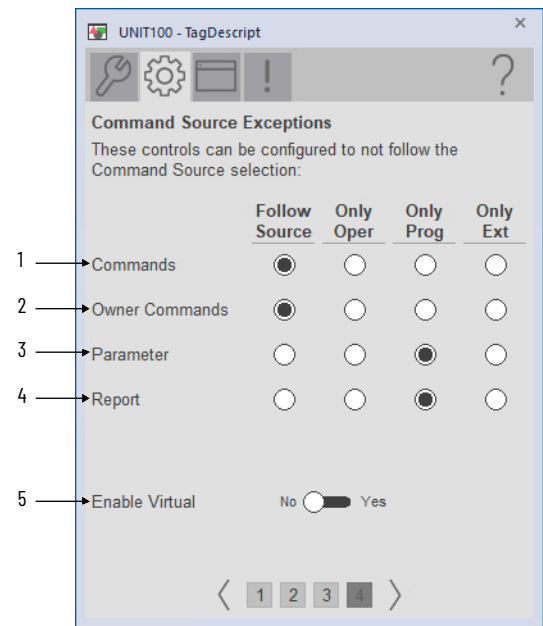 UNIT100 - TagDescript
×
!
?
Command Source Exceptions
These controls can be configured to not follow the
Command Source selection:
Follow Only Only Only
Source Oper Prog Ext
1 Commands
2 Owner Commands
3 Parameter
4 Report
5 Enable Virtual No Yes
1 2 3 4